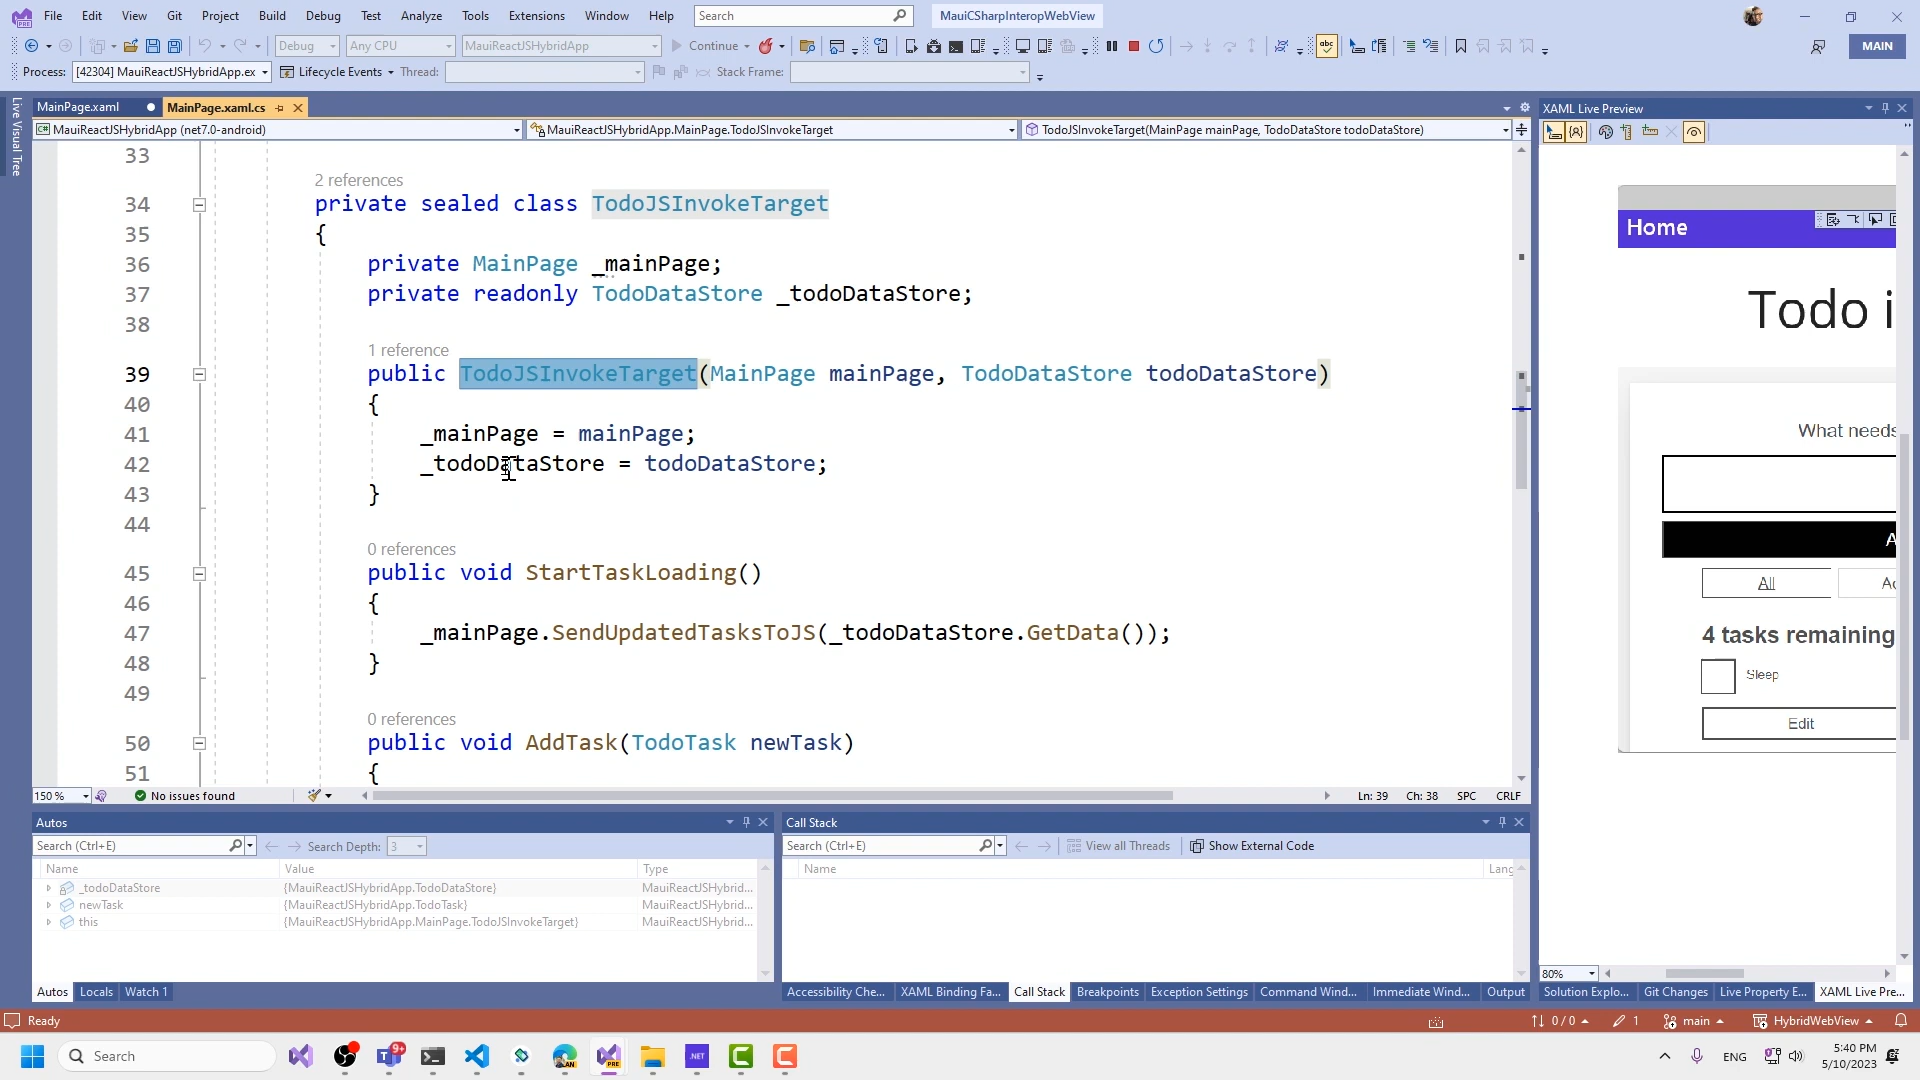 File Edit View Git Project Build Debug Test Analyze Tools Extensions Window Help Search MauiCSharpInteropWebView
Debug Any CPU MauiReactJSHybridApp Continue MAIN
Process: [42304] MauiReactJSHybridApp.ex Lifecycle Events Thread: Stack Frame:
Live Visual Tree
MainPage.xaml MainPage.xaml.cs XAML Live Preview
MauiReactJSHybridApp (net7.0-android) MauiReactJSHybridApp.MainPage.TodoJSInvokeTarget TodoJSInvokeTarget(MainPage mainPage, TodoDataStore todoDataStore)
33
2 references
34 private sealed class TodoJSInvokeTarget
35 {
36 private MainPage _mainPage;
37 private readonly TodoDataStore _todoDataStore;
38
1 reference
39 public TodoJSInvokeTarget(MainPage mainPage, TodoDataStore todoDataStore)
40 {
41 _mainPage = mainPage;
42 _todoDataStore = todoDataStore;
43 }
44
0 references
45 public void StartTaskLoading()
46 {
47 _mainPage.SendUpdatedTasksToJS(_todoDataStore.GetData());
48 }
49
0 references
50 public void AddTask(TodoTask newTask)
51 {
150 % No issues found Ln: 39 Ch: 38 SPC CRLF
Home
Todo i
What needs
A
All Ac
4 tasks remaining
Sleep
Edit
80%
Autos
Search (Ctrl+E) Search Depth: 3
Name Value Type
_todoDataStore {MauiReactJSHybridApp.TodoDataStore} MauiReactJSHybrid...
newTask {MauiReactJSHybridApp.TodoTask} MauiReactJSHybrid...
this {MauiReactJSHybridApp.MainPage.TodoJSInvokeTarget} MauiReactJSHybrid...
Autos Locals Watch 1
Call Stack
Search (Ctrl+E) View all Threads Show External Code
Name Lang
Accessibility Che... XAML Binding Fa... Call Stack Breakpoints Exception Settings Command Wind... Immediate Wind... Output
Solution Explo... Git Changes Live Property E... XAML Live Pre...
Ready 0 / 0 1 main HybridWebView
Search 9+ PRE .NET ENG 5:40 PM
5/10/2023